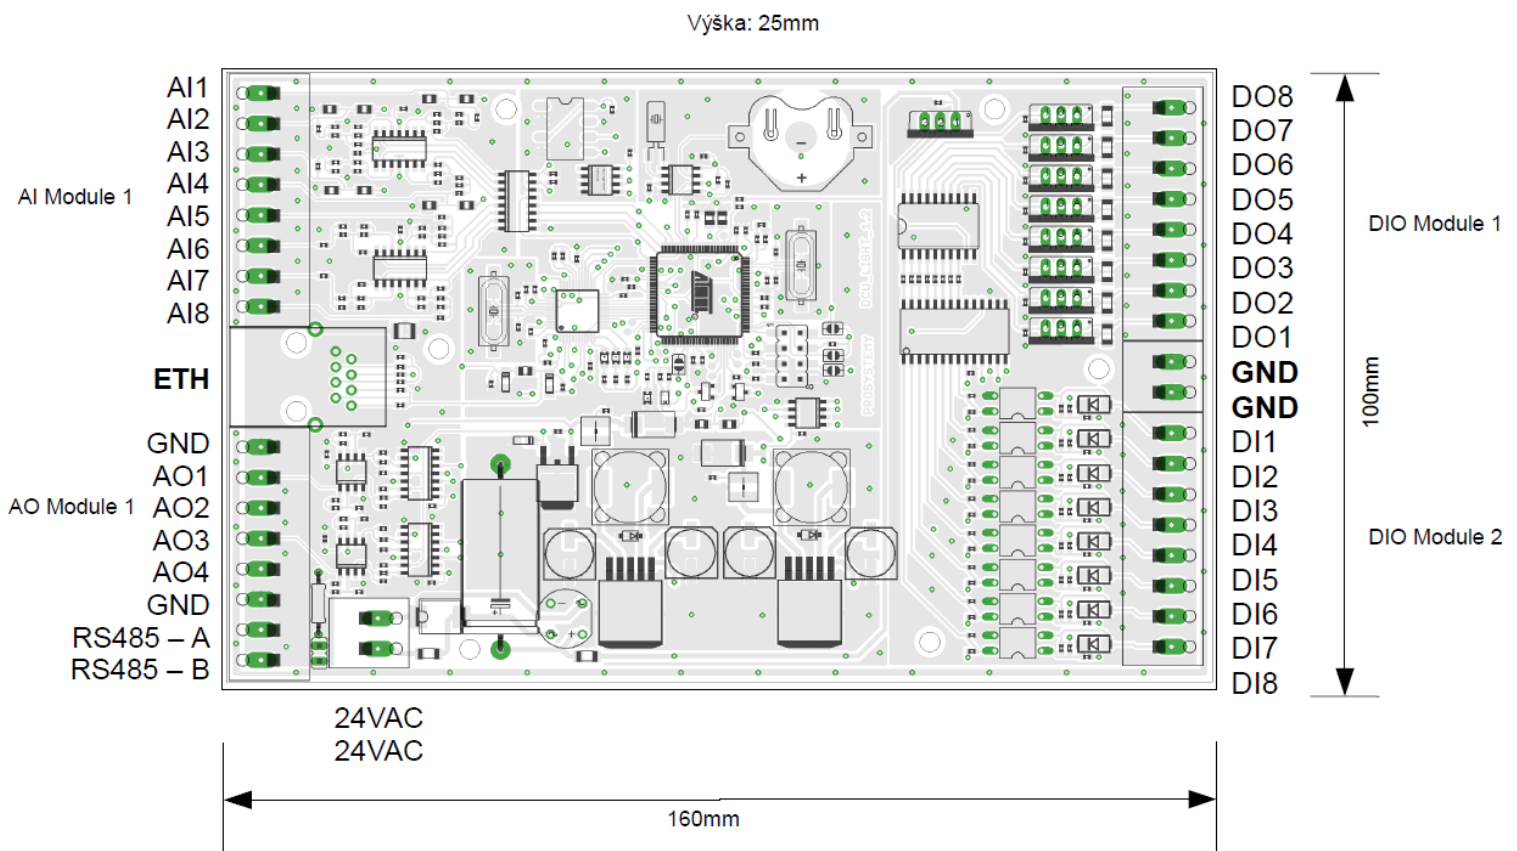 Výška: 25mm
AI1
AI2
AI3
AI4
AI5
AI6
AI7
AI8
AI Module 1
ETH
GND
AO1
AO2
AO3
AO4
GND
RS485 – A
RS485 – B
AO Module 1
24VAC
24VAC
160mm
PROSYSTEMY
DO8
DO7
DO6
DO5
DO4
DO3
DO2
DO1
GND
GND
DI1
DI2
DI3
DI4
DI5
DI6
DI7
DI8
DIO Module 1
DIO Module 2
100mm